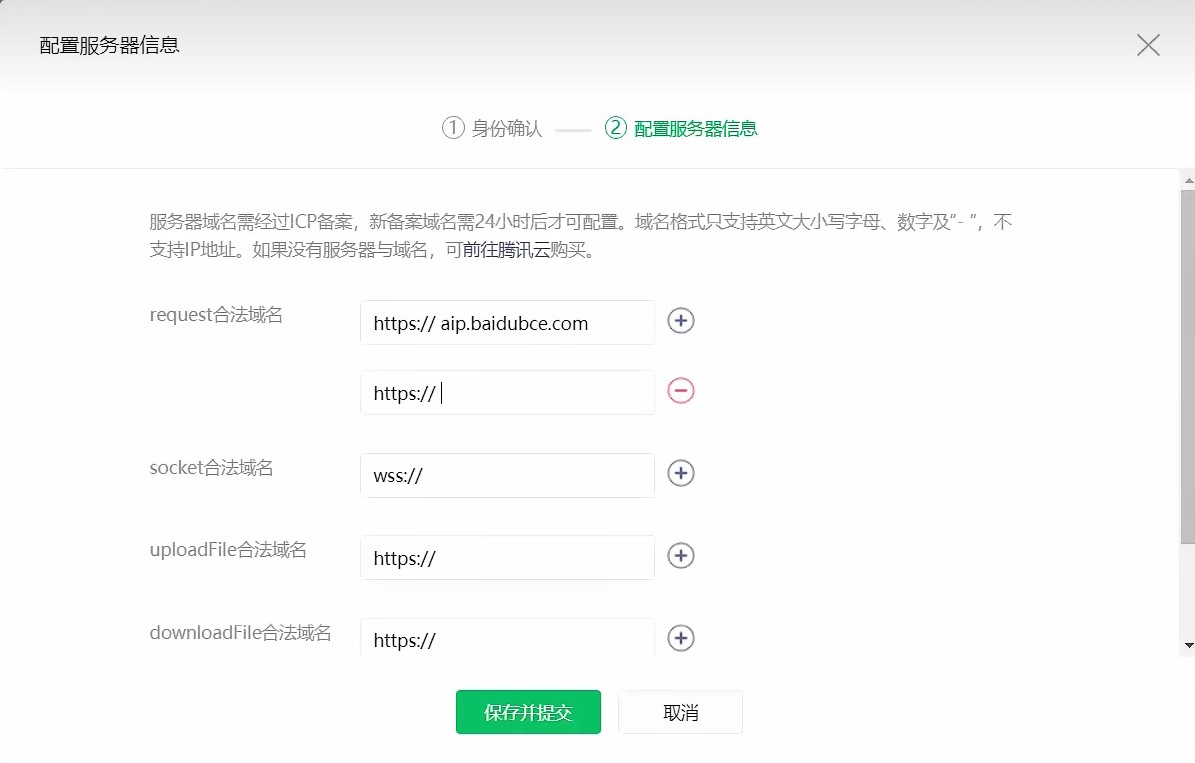 配置服务器信息
① 身份确认 ② 配置服务器信息
服务器域名需经过ICP备案，新备案域名需24小时后才可配置。域名格式只支持英文大小写字母、数字及“- ”，不
支持IP地址。如果没有服务器与域名，可前往腾讯云购买。
request合法域名 https:// aip.baidubce.com
https://
socket合法域名 wss://
uploadFile合法域名 https://
downloadFile合法域名 https://
保存并提交 取消